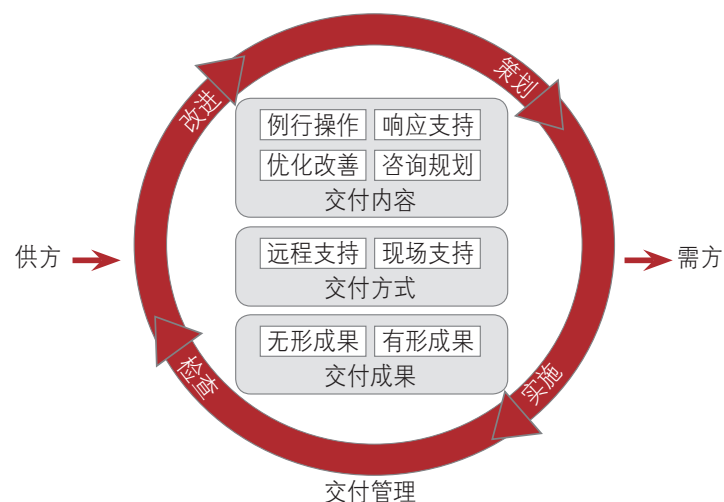 策划
改进
例行操作 响应支持
优化改善 咨询规划
交付内容
供方 需方
远程支持 现场支持
交付方式
无形成果 有形成果
交付成果
检查 实施
交付管理